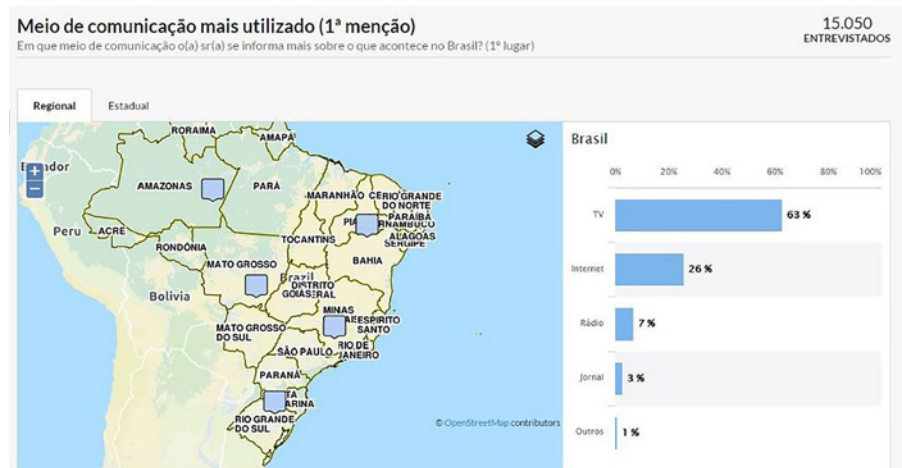 Meio de comunicação mais utilizado (1ª menção)
Em que meio de comunicação o(a) sr(a) se informa mais sobre o que acontece no Brasil? (1º lugar)
15.050
ENTREVISTADOS
Regional
Estadual
+
−
RORAIMA
AMAPÁ
AMAZONAS
PARÁ
MARANHÃO
RIO GRANDE
DO NORTE
PARAÍBA
ALAGOAS
SERGIPE
Peru
ACRE
RONDÔNIA
TOCANTINS
BAHIA
MATO GROSSO
Brazil
DISTRITO
GOIÁS
Bolivia
MINAS
ESPIRITO
SANTO
MATO GROSSO
DO SUL
SÃO PAULO
RIO DE
JANEIRO
PARANÁ
RIO GRANDE
DO SUL
© OpenStreetMap contributors
Brasil
0% 20% 40% 60% 80% 100%
TV 63 %
Internet 26 %
Rádio 7 %
Jornal 3 %
Outros 1 %